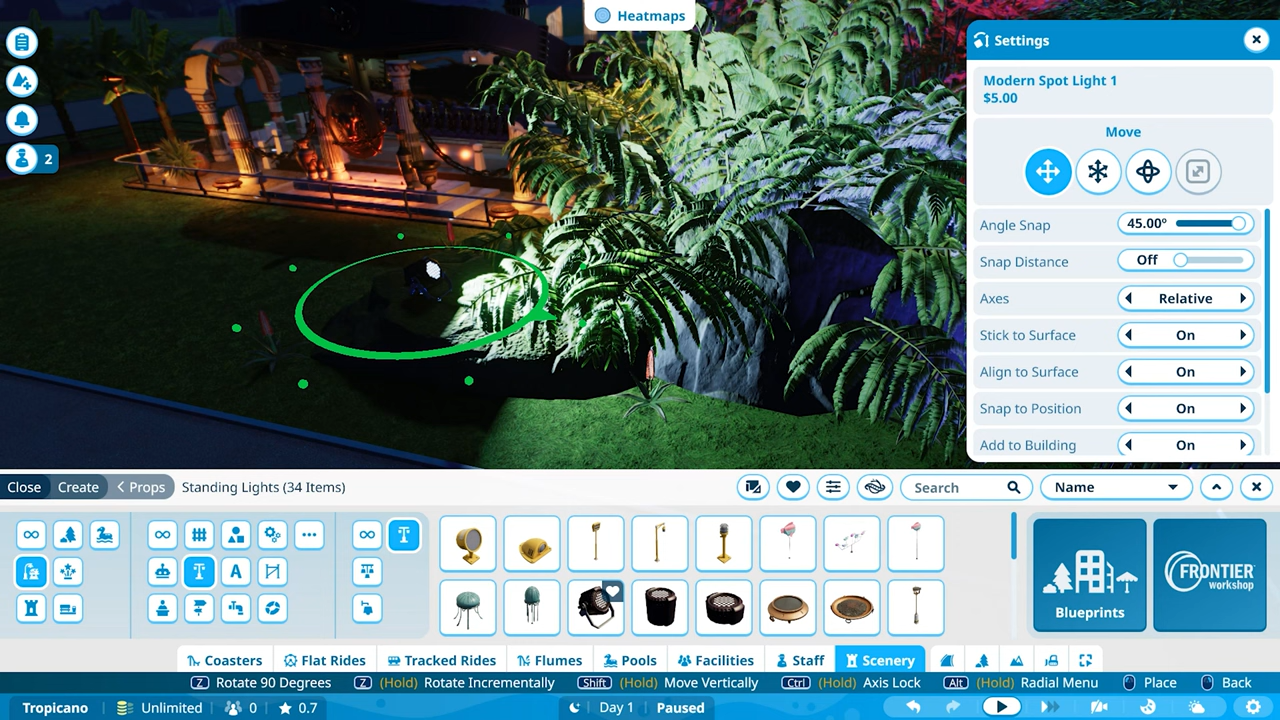 Heatmaps
Settings
Modern Spot Light 1
$5.00
Move
Angle Snap 45.00°
Snap Distance Off
Axes Relative
Stick to Surface On
Align to Surface On
Snap to Position On
Add to Building On
2
Close Create Props Standing Lights (34 Items) Search Name
A
Blueprints
FRONTIER
workshop
Coasters Flat Rides Tracked Rides Flumes Pools Facilities Staff Scenery
Z Rotate 90 Degrees Z (Hold) Rotate Incrementally Shift (Hold) Move Vertically Ctrl (Hold) Axis Lock Alt (Hold) Radial Menu Place Back
Tropicano Unlimited 0 0.7 Day 1 Paused